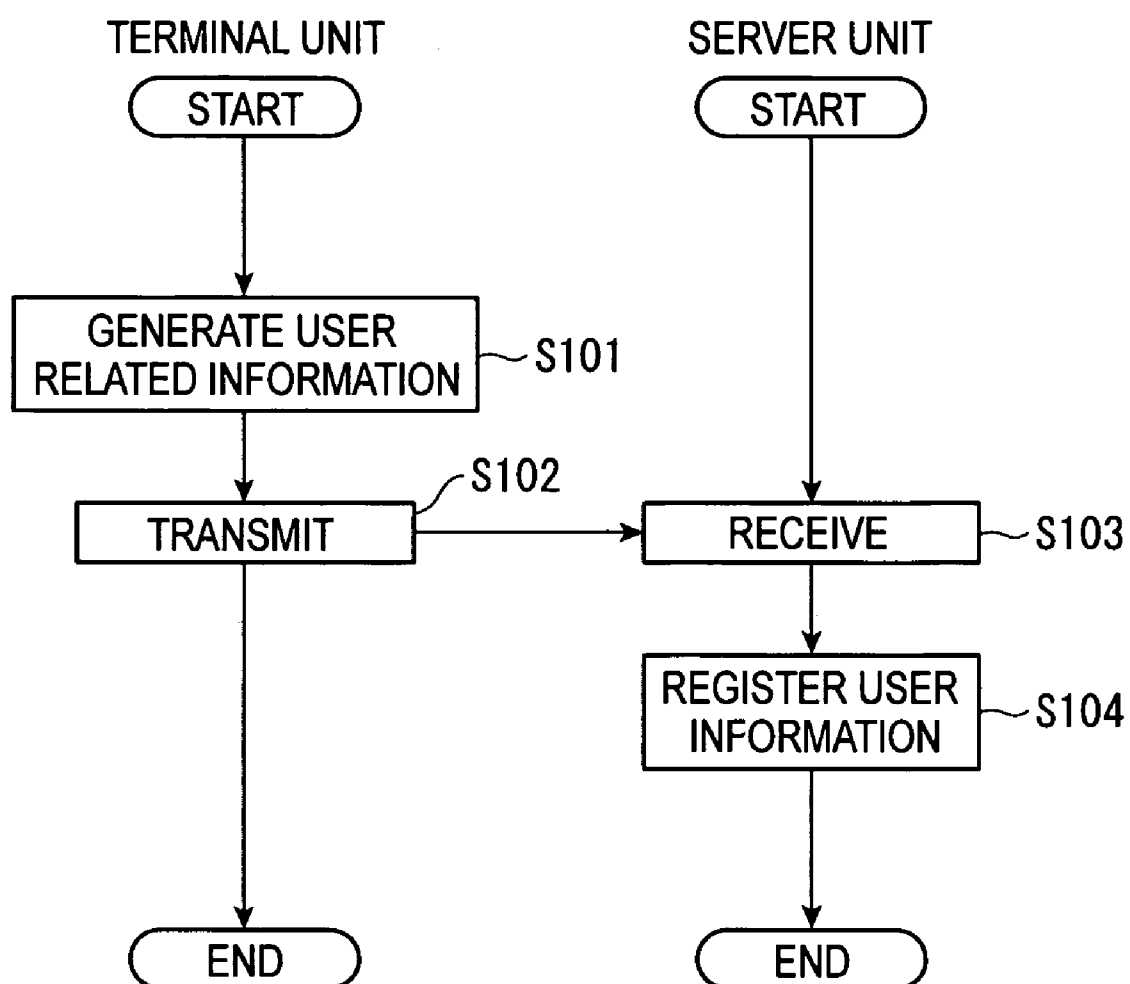 TERMINAL UNIT
SERVER UNIT
START
START
GENERATE USER
RELATED INFORMATION
S101
S102
TRANSMIT
RECEIVE
S103
REGISTER USER
INFORMATION
S104
END
END